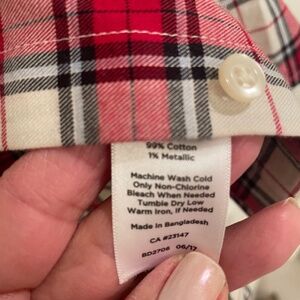 99% Cotton
1% Metallic
Machine Wash Cold
Only Non-Chlorine
Bleach When Needed
Tumble Dry Low
Warm Iron, If Needed
Made in Bangladesh
CA #23147
BD2706 06/17